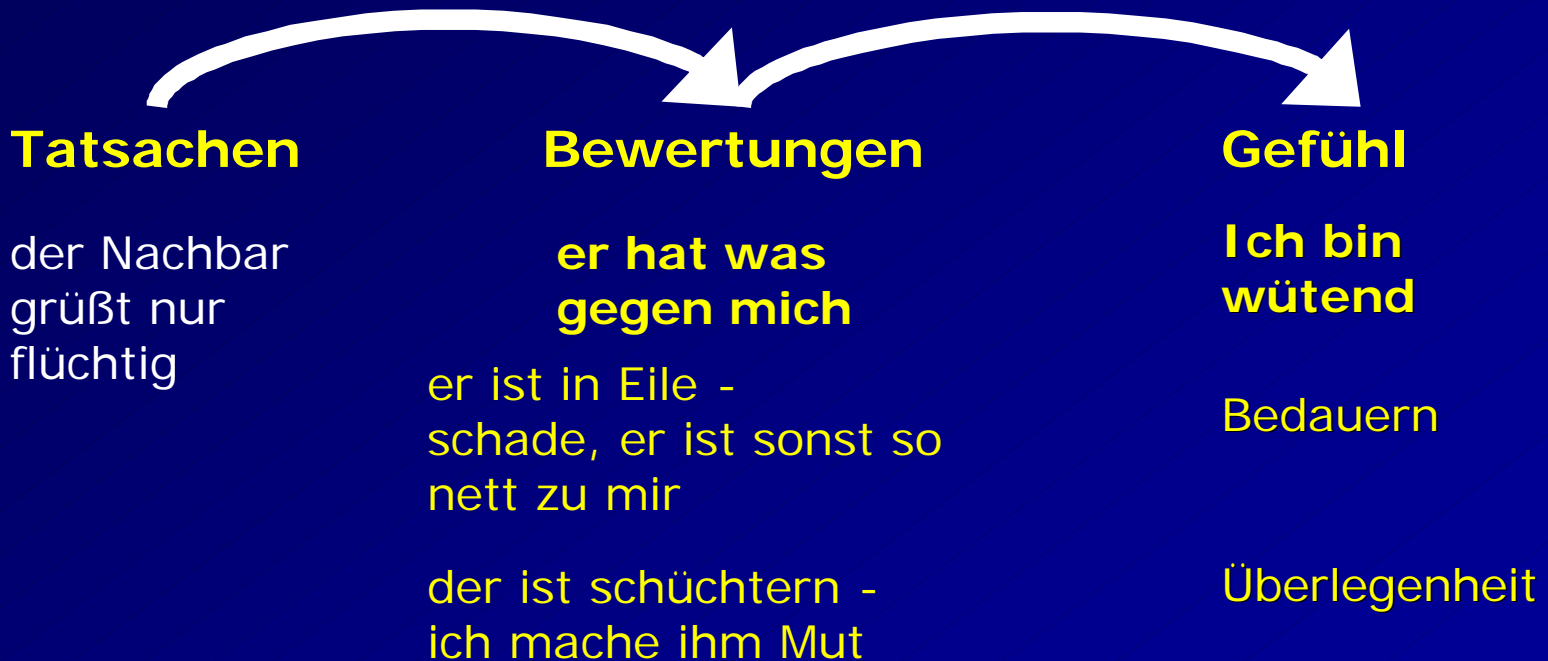 Tatsachen
Bewertungen
Gefühl
der Nachbar
grüßt nur
flüchtig
er hat was
gegen mich
Ich bin
wütend
er ist in Eile -
schade, er ist sonst so
nett zu mir
Bedauern
der ist schüchtern -
ich mache ihm Mut
Überlegenheit